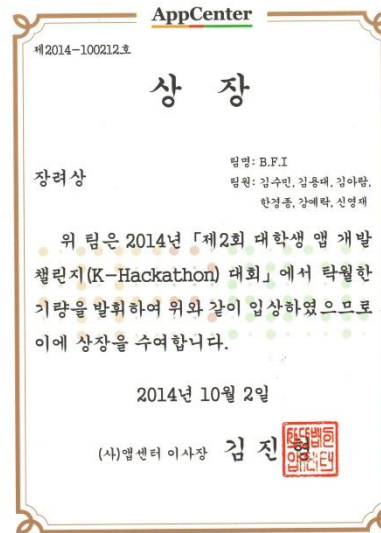 AppCenter
제2014-100212호
상 장
장려상
팀명: B.F.I
팀원: 김수민, 김용대, 김아람,
한경종, 강예락, 신영재
위 팀은 2014년 「제2회 대학생 앱 개발
챌린지(K-Hackathon) 대회」에서 탁월한
기량을 발휘하여 위와 같이 입상하였으므로
이에 상장을 수여합니다.
2014년 10월 2일
(사)앱센터 이사장 김 진 형